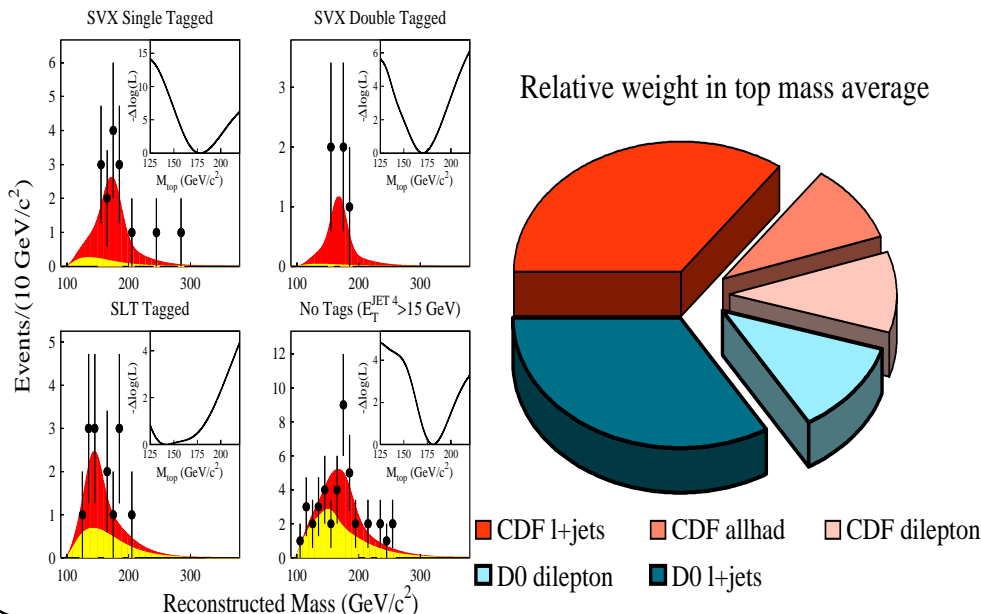 SVX Single Tagged
SVX Double Tagged
Relative weight in top mass average
Events/(10 GeV/c²)
6
5
4
3
2
1
0
100 200 300
-Δlog(L)
15
10
5
0
125 150 175 200
M_top (GeV/c²)
3
2
1
0
100 200 300
-Δlog(L)
6
4
2
0
125 150 175 200
M_top (GeV/c²)
SLT Tagged
No Tags (E_T^JET 4>15 GeV)
5
4
3
2
1
0
100 200 300
-Δlog(L)
4
2
0
125 150 175 200
M_top (GeV/c²)
12
10
8
6
4
2
0
100 200 300
-Δlog(L)
4
2
0
125 150 175 200
M_top (GeV/c²)
Reconstructed Mass (GeV/c²)
CDF l+jets CDF allhad CDF dilepton
D0 dilepton D0 l+jets